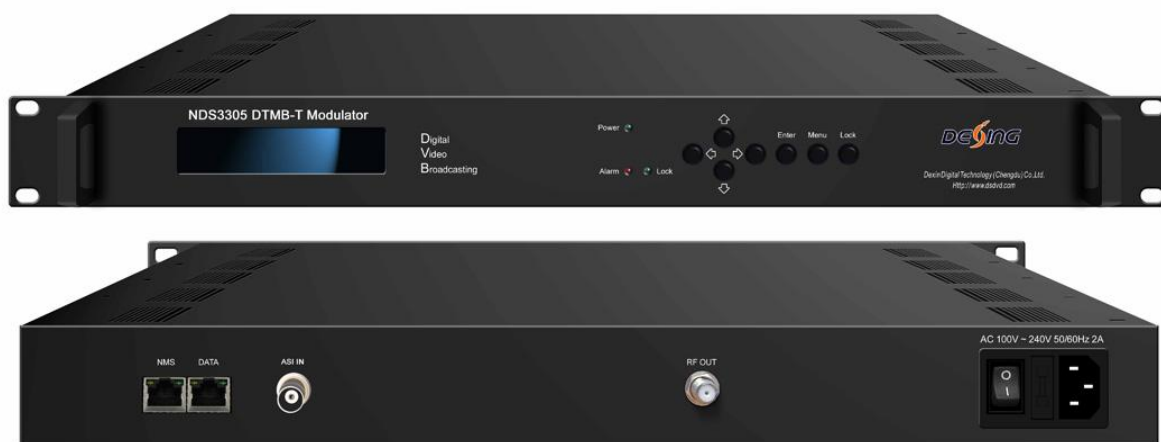 NDS3305 DTMB-T Modulator
Digital
Video
Broadcasting
Power
Alarm
Lock
Enter
Menu
Lock
DEXING
Dexin Digital Technology (Chengdu) Co.,Ltd.
Http://www.dsdvd.com
NMS
DATA
ASI IN
RF OUT
AC 100V ~ 240V 50/60Hz 2A
O
I